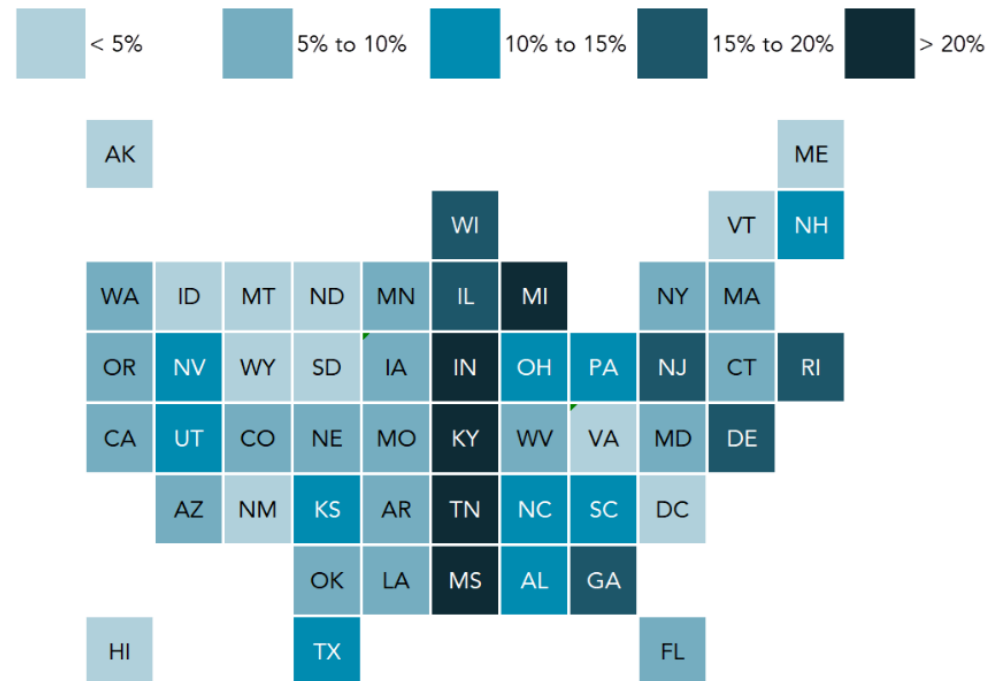 < 5% 5% to 10% 10% to 15% 15% to 20% > 20%
AK ME
WI VT NH
WA ID MT ND MN IL MI NY MA
OR NV WY SD IA IN OH PA NJ CT RI
CA UT CO NE MO KY WV VA MD DE
AZ NM KS AR TN NC SC DC
OK LA MS AL GA
HI TX FL